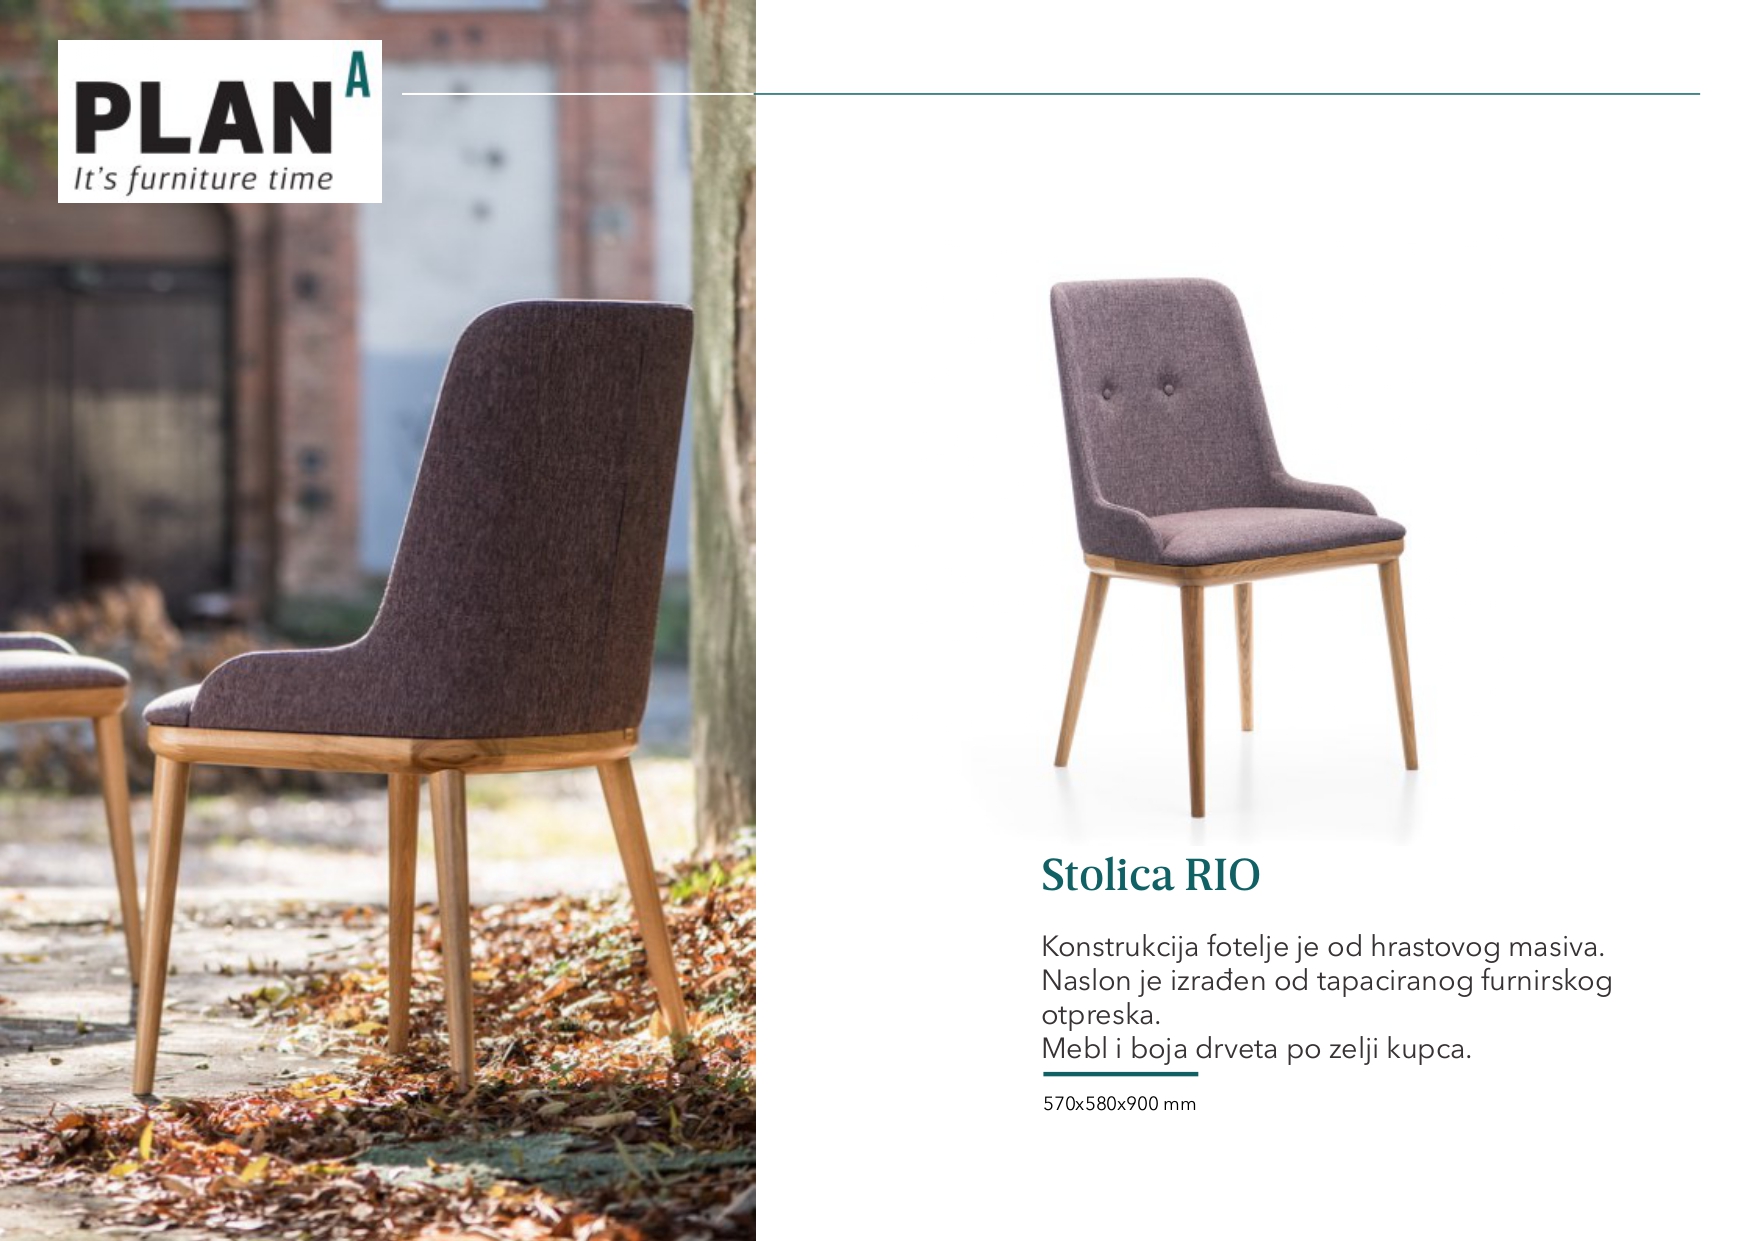 PLAN A
It's furniture time
Stolica RIO
Konstrukcija fotelje je od hrastovog masiva.
Naslon je izrađen od tapaciranog furnirskog
otpreska.
Mebl i boja drveta po zelji kupca.
570x580x900 mm